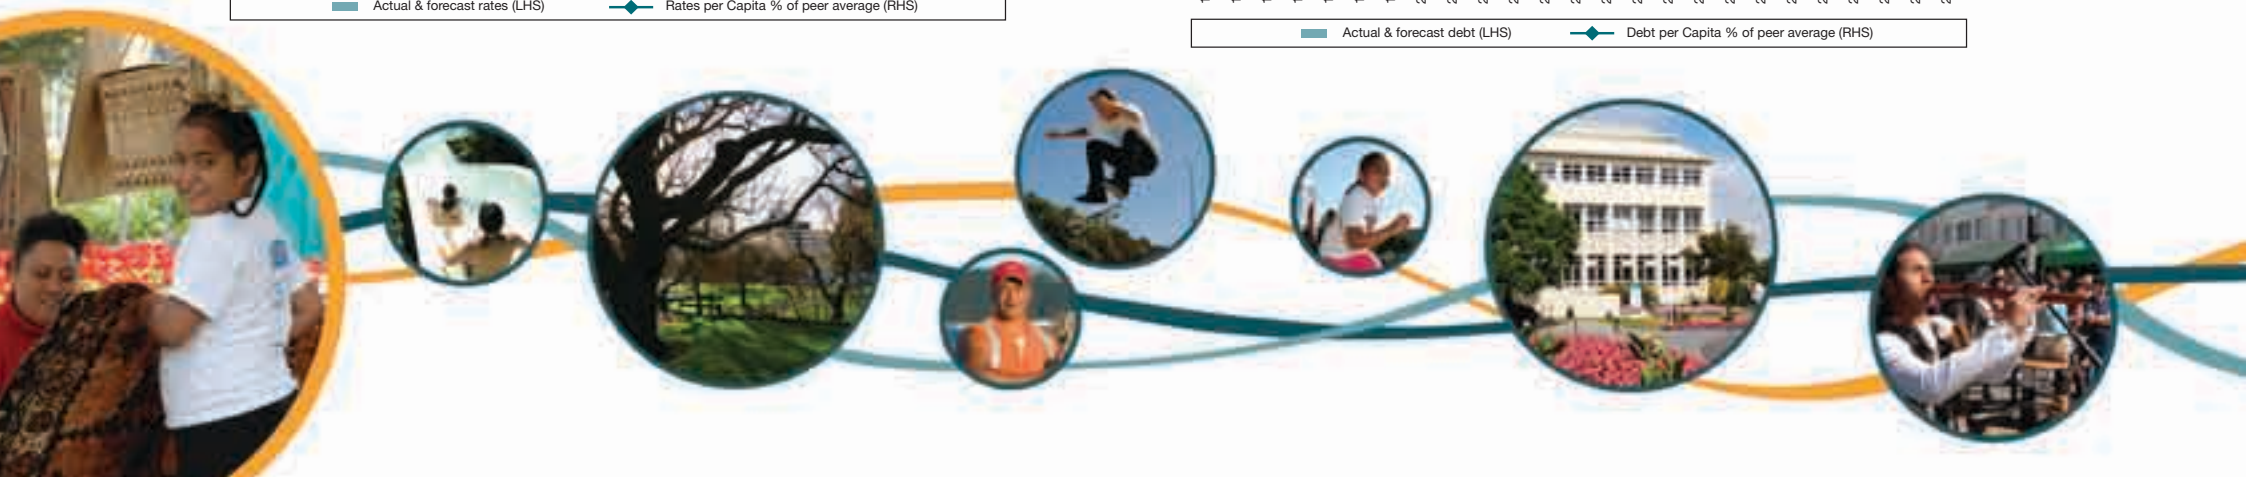 Actual & forecast rates (LHS) Rates per Capita % of peer average (RHS)
Actual & forecast debt (LHS) Debt per Capita % of peer average (RHS)